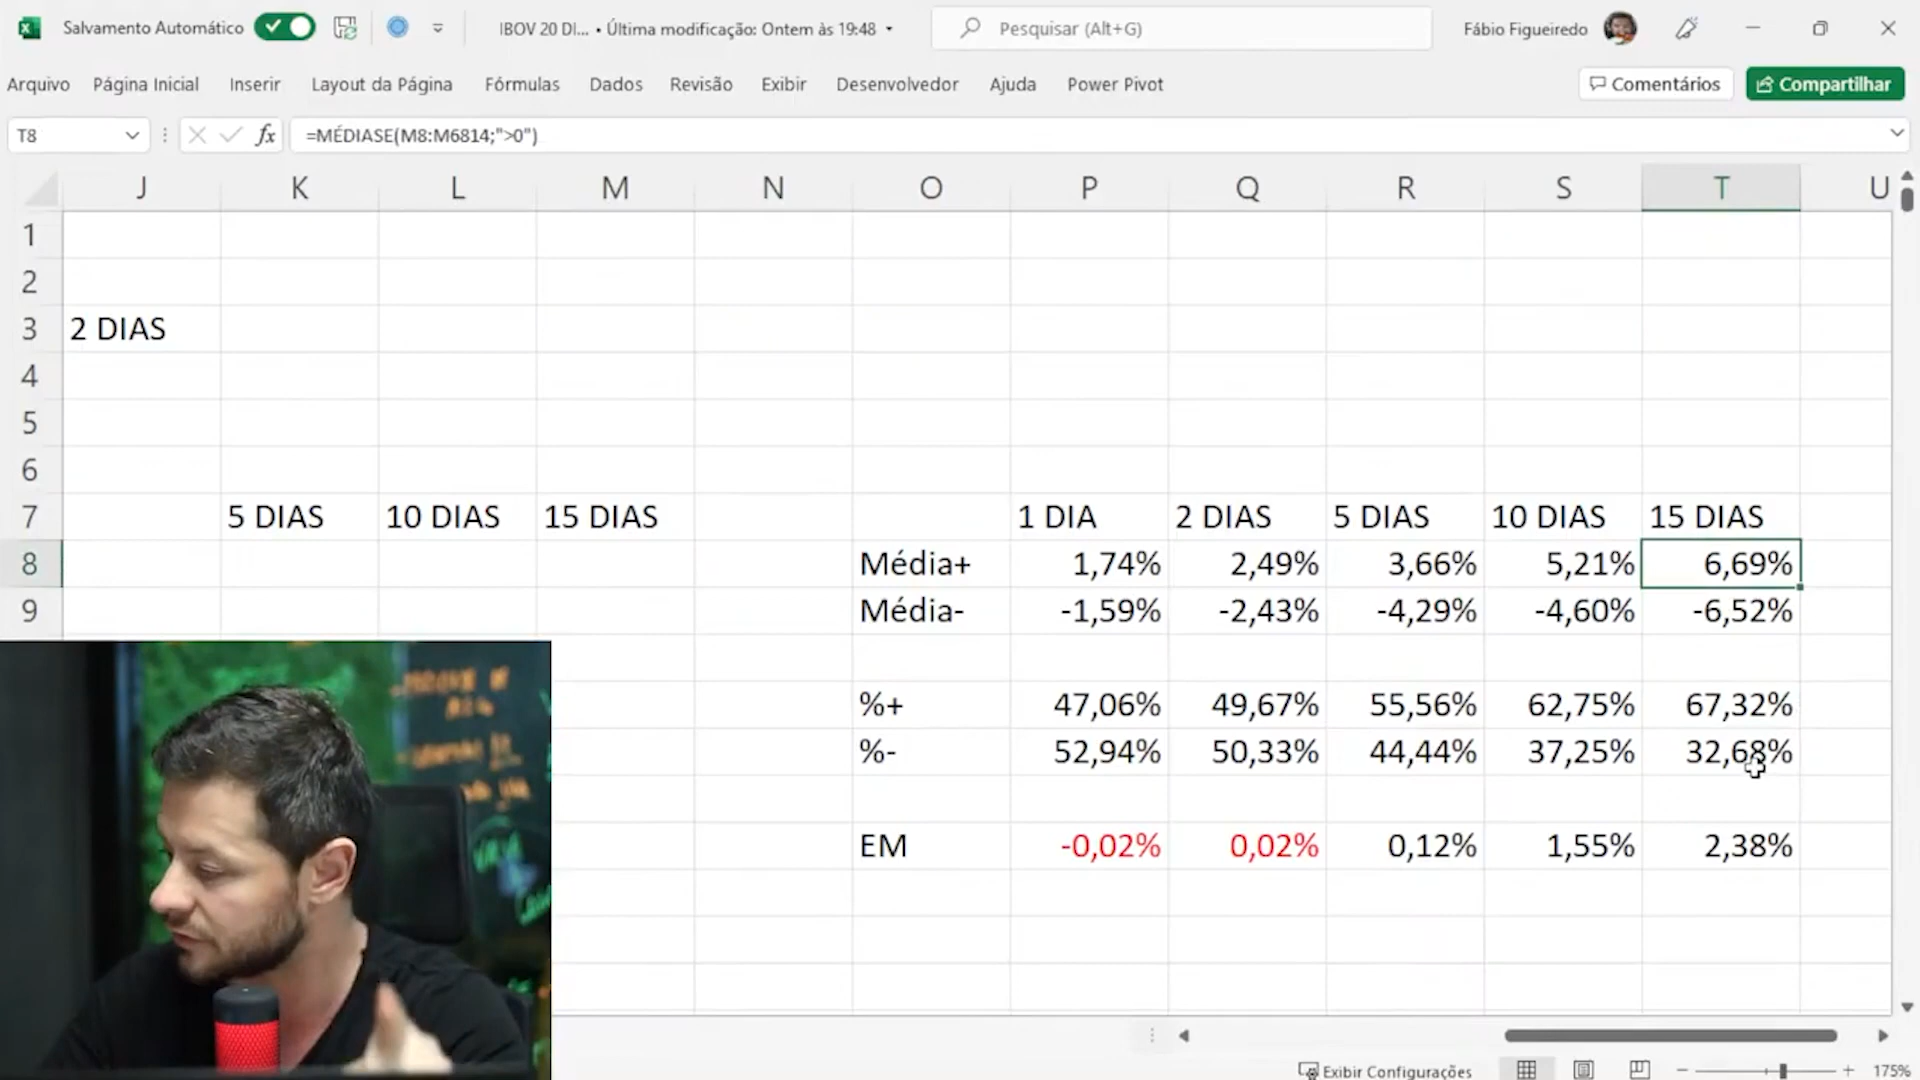 Salvamento Automático
IBOV 20 DI... • Última modificação: Ontem às 19:48
Pesquisar (Alt+G)
Fábio Figueiredo
Arquivo Página Inicial Inserir Layout da Página Fórmulas Dados Revisão Exibir Desenvolvedor Ajuda Power Pivot
Comentários
Compartilhar
T8
fx
=MÉDIASE(M8:M6814;">0")
J K L M N O P Q R S T U
1
2
3 2 DIAS
4
5
6
7 5 DIAS 10 DIAS 15 DIAS 1 DIA 2 DIAS 5 DIAS 10 DIAS 15 DIAS
8 Média+ 1,74% 2,49% 3,66% 5,21% 6,69%
9 Média- -1,59% -2,43% -4,29% -4,60% -6,52%
%+ 47,06% 49,67% 55,56% 62,75% 67,32%
%- 52,94% 50,33% 44,44% 37,25% 32,68%
EM -0,02% 0,02% 0,12% 1,55% 2,38%
Exibir Configurações
175%